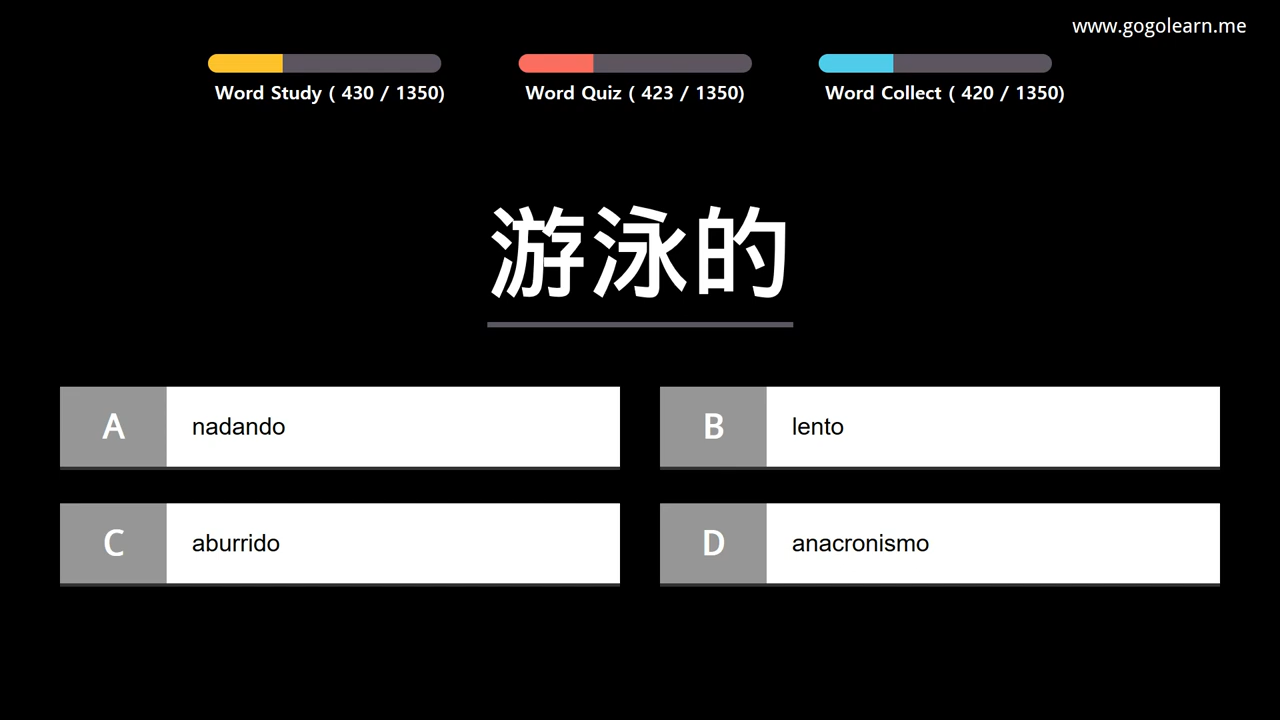 www.gogolearn.me
Word Study ( 430 / 1350)
Word Quiz ( 423 / 1350)
Word Collect ( 420 / 1350)
游泳的
A nadando
B lento
C aburrido
D anacronismo